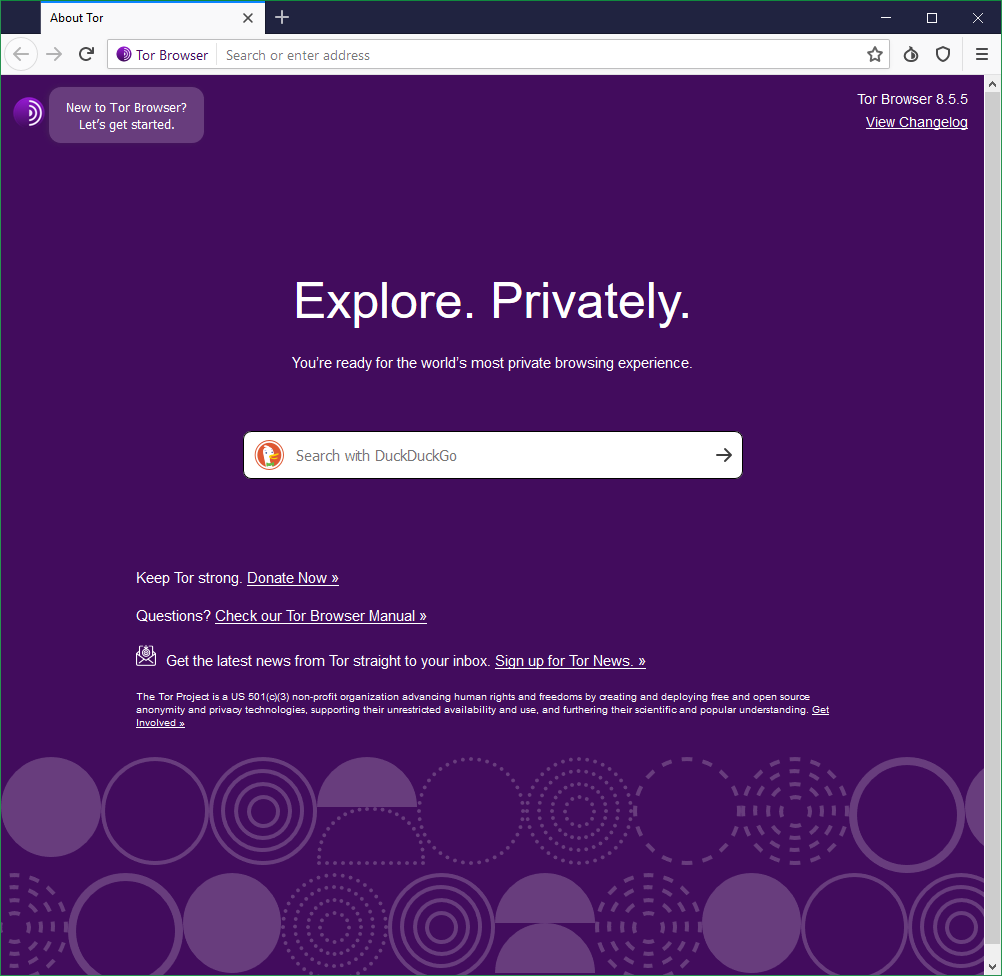 About Tor
Tor Browser Search or enter address
New to Tor Browser?
Let’s get started.
Tor Browser 8.5.5
View Changelog
Explore. Privately.
You’re ready for the world’s most private browsing experience.
Search with DuckDuckGo
Keep Tor strong. Donate Now »
Questions? Check our Tor Browser Manual »
Get the latest news from Tor straight to your inbox. Sign up for Tor News. »
The Tor Project is a US 501(c)(3) non-profit organization advancing human rights and freedoms by creating and deploying free and open source
anonymity and privacy technologies, supporting their unrestricted availability and use, and furthering their scientific and popular understanding. Get
Involved »